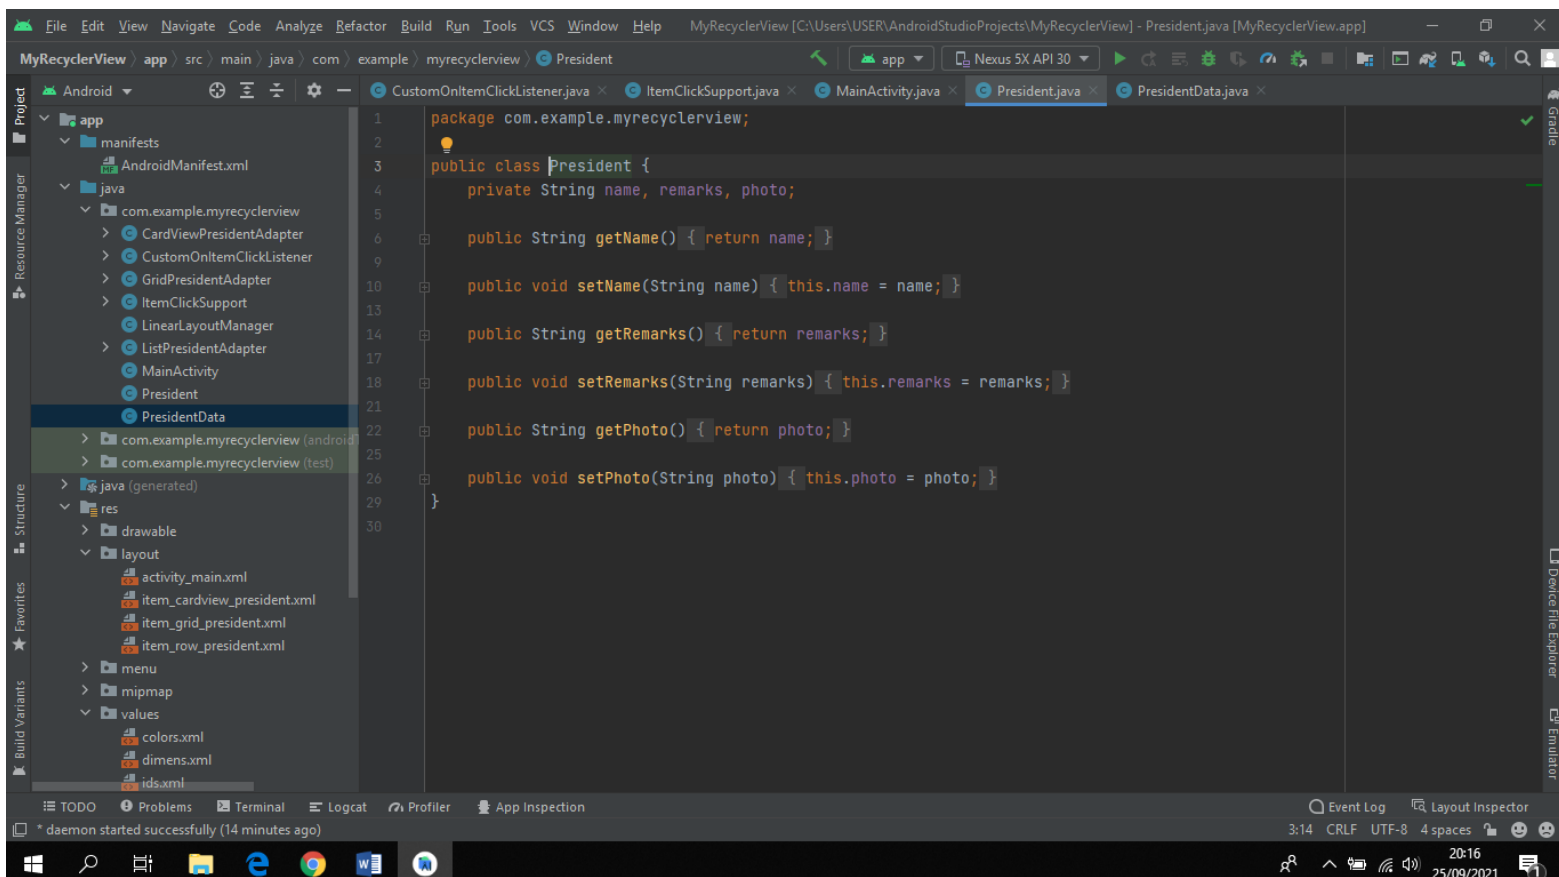 File Edit View Navigate Code Analyze Refactor Build Run Tools VCS Window Help MyRecyclerView [C:\Users\USER\AndroidStudioProjects\MyRecyclerView] - President.java [MyRecyclerView.app]
MyRecyclerView app src main java com example myrecyclerview President app Nexus 5X API 30
Android CustomOnItemClickListener.java ItemClickSupport.java MainActivity.java President.java PresidentData.java
Project
Resource Manager
Structure
Favorites
Build Variants
app
manifests
AndroidManifest.xml
java
com.example.myrecyclerview
CardViewPresidentAdapter
CustomOnItemClickListener
GridPresidentAdapter
ItemClickSupport
LinearLayoutManager
ListPresidentAdapter
MainActivity
President
PresidentData
com.example.myrecyclerview (android
com.example.myrecyclerview (test)
java (generated)
res
drawable
layout
activity_main.xml
item_cardview_president.xml
item_grid_president.xml
item_row_president.xml
menu
mipmap
values
colors.xml
dimens.xml
ids.xml
1 package com.example.myrecyclerview;
2
3 public class President {
4 private String name, remarks, photo;
5
6 public String getName() { return name; }
9
10 public void setName(String name) { this.name = name; }
13
14 public String getRemarks() { return remarks; }
17
18 public void setRemarks(String remarks) { this.remarks = remarks; }
21
22 public String getPhoto() { return photo; }
25
26 public void setPhoto(String photo) { this.photo = photo; }
29 }
30
Gradle
Device File Explorer
Emulator
TODO Problems Terminal Logcat Profiler App Inspection Event Log Layout Inspector
* daemon started successfully (14 minutes ago) 3:14 CRLF UTF-8 4 spaces
20:16
25/09/2021